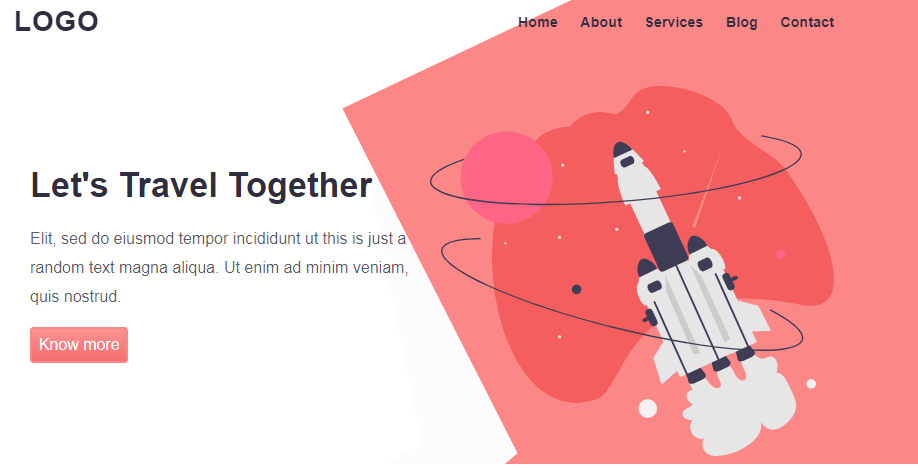 LOGO
Home About Services Blog Contact
Let's Travel Together
Elit, sed do eiusmod tempor incididunt ut this is just a
random text magna aliqua. Ut enim ad minim veniam,
quis nostrud.
Know more